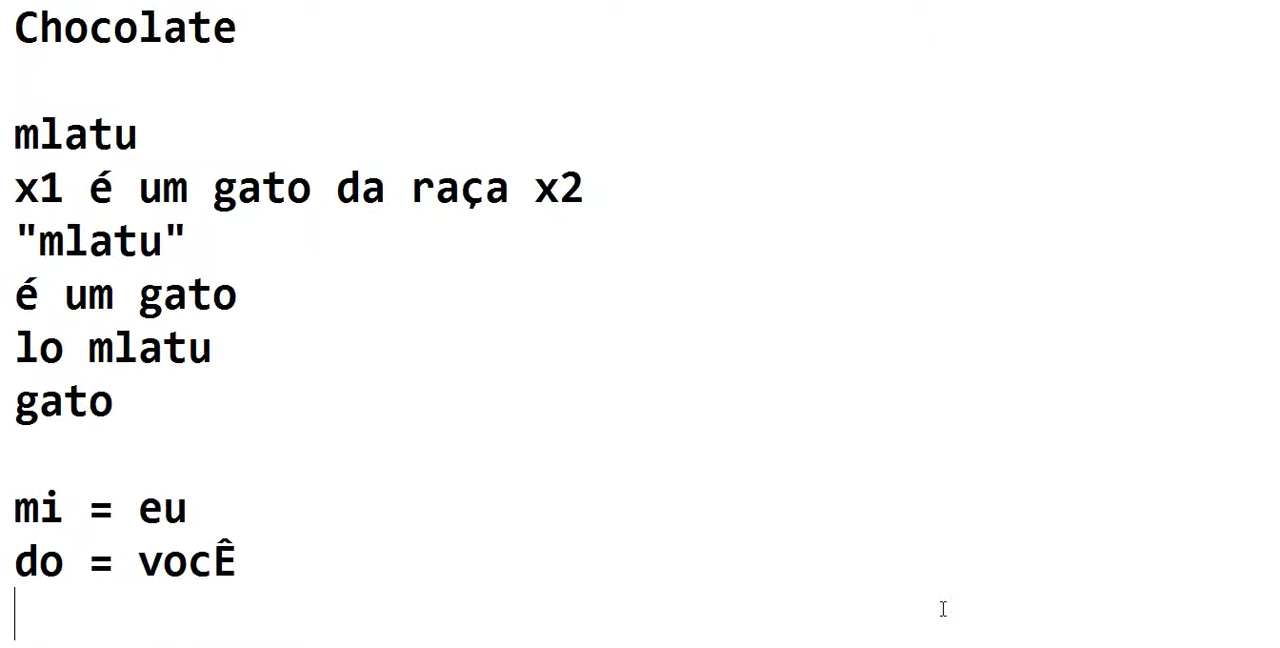 Chocolate
mlatu
x1 é um gato da raça x2
"mlatu"
é um gato
lo mlatu
gato
mi = eu
do = vocÊ